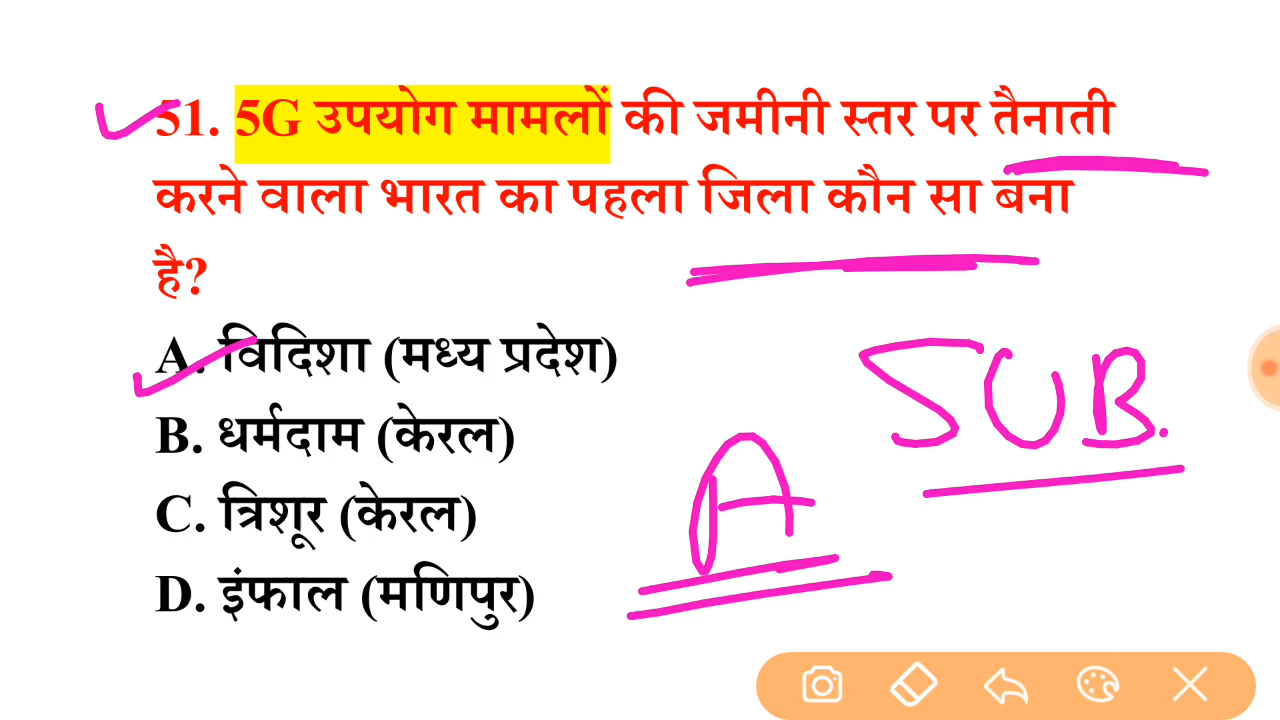 51. 5G उपयोग मामलों की जमीनी स्तर पर तैनाती
करने वाला भारत का पहला जिला कौन सा बना
है?
A. विदिशा (मध्य प्रदेश)
B. धर्मदाम (केरल)
C. त्रिशूर (केरल)
D. इंफाल (मणिपुर)
SUB.
A